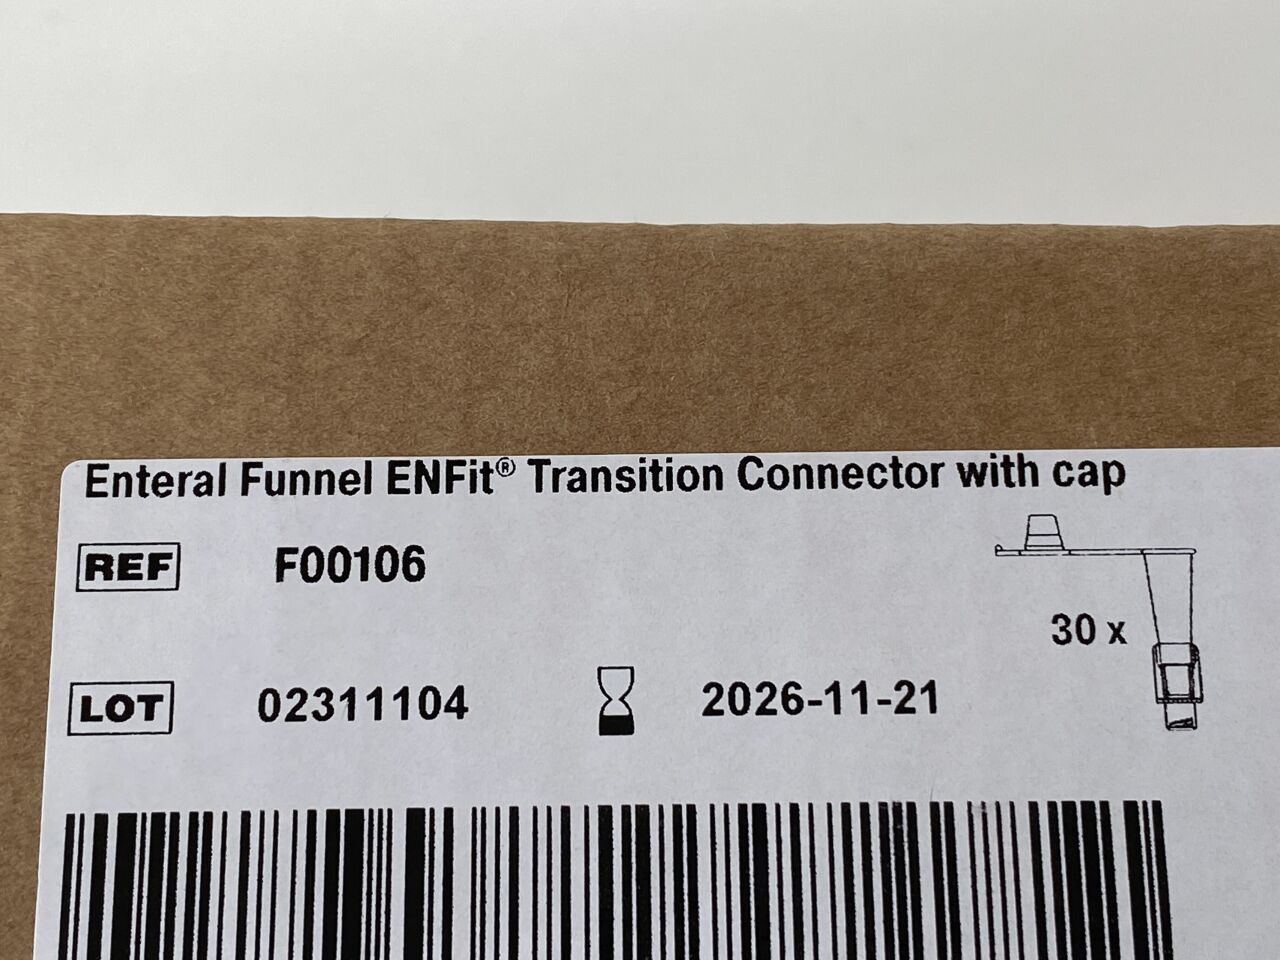 Enteral Funnel ENFit® Transition Connector with cap
REF F00106
30 x
LOT 02311104 2026-11-21